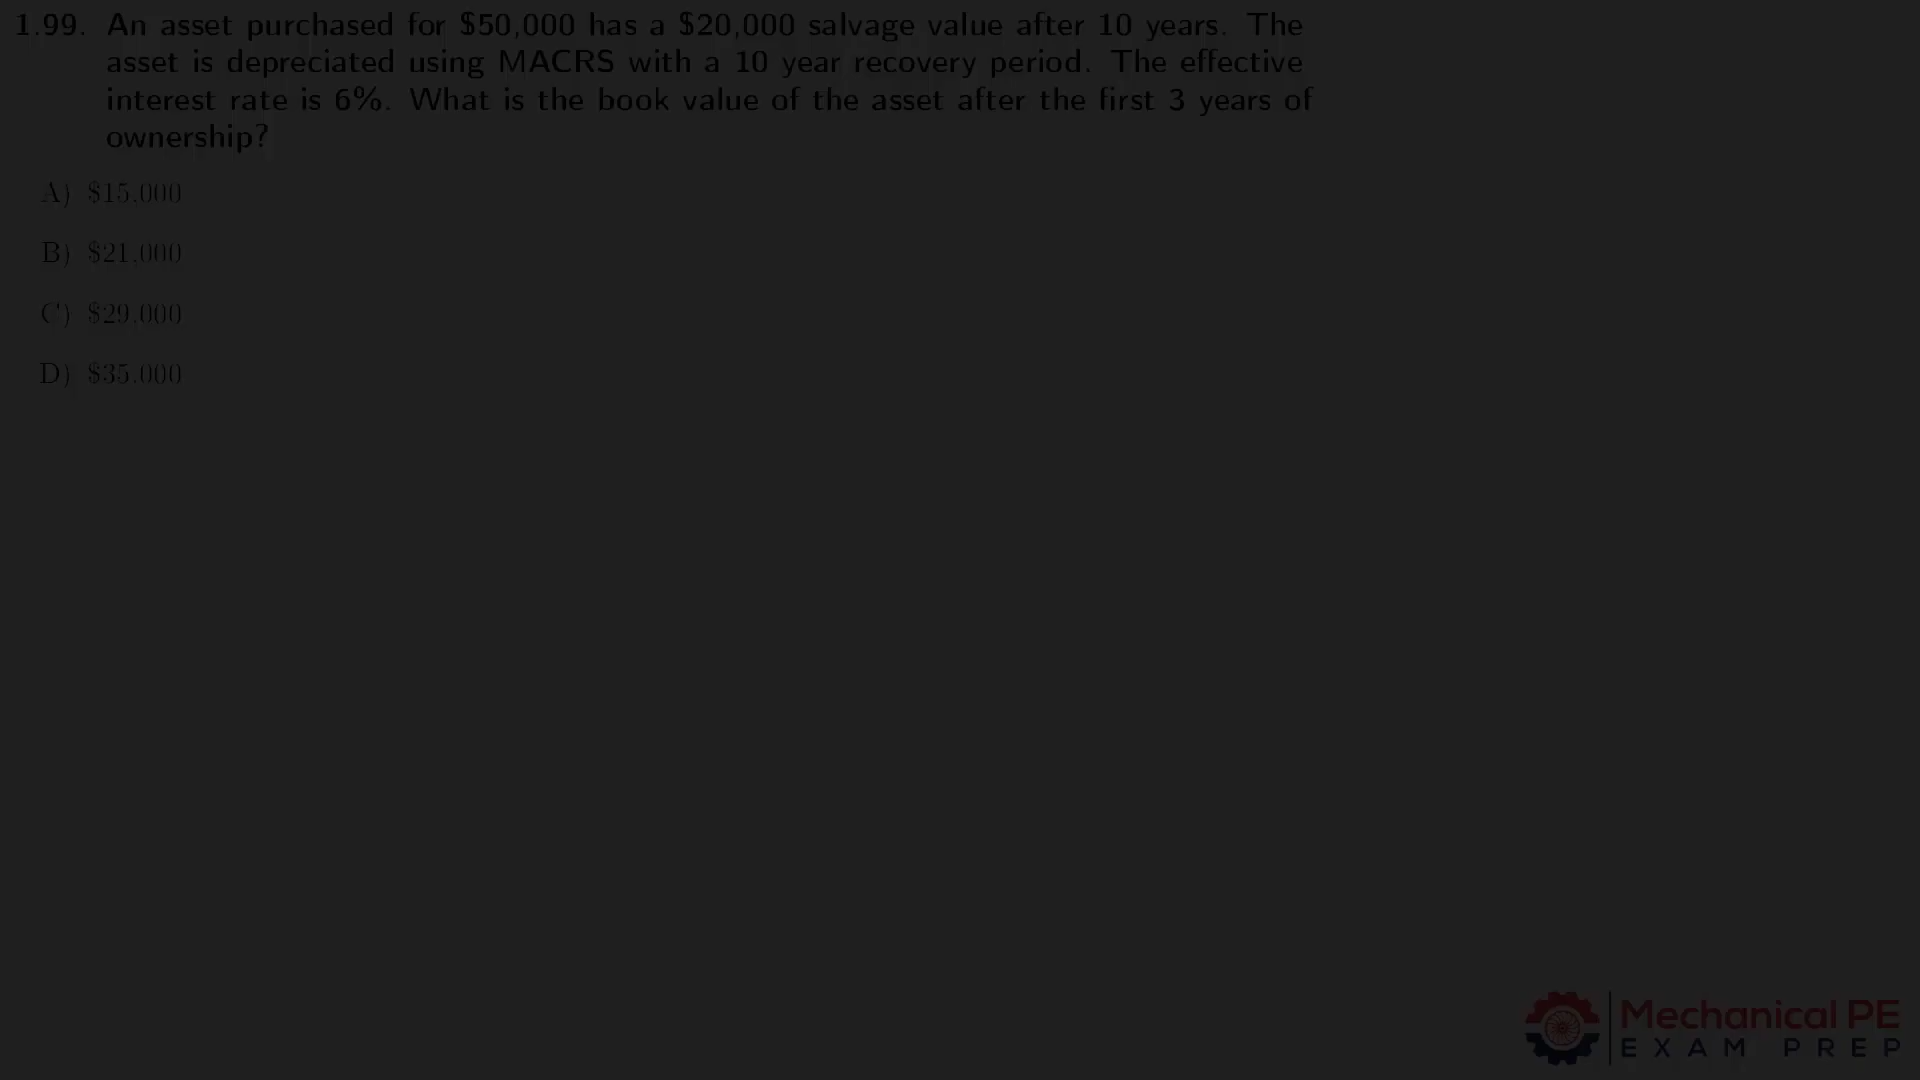 1.99. An asset purchased for $50,000 has a $20,000 salvage value after 10 years. The
asset is depreciated using MACRS with a 10 year recovery period. The effective
interest rate is 6%. What is the book value of the asset after the first 3 years of
ownership?
A) $15,000
B) $21,000
C) $29,000
D) $35,000
Mechanical PE
EXAM PREP